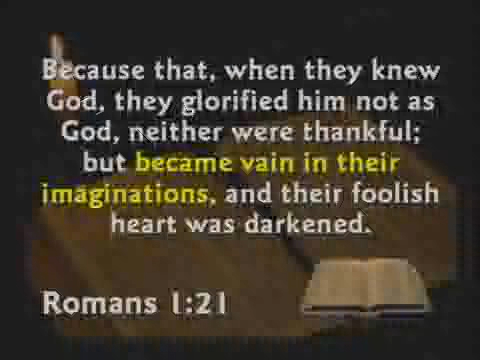 Because that, when they knew
God, they glorified him not as
God, neither were thankful;
but became vain in their
imaginations, and their foolish
heart was darkened.
Romans 1:21